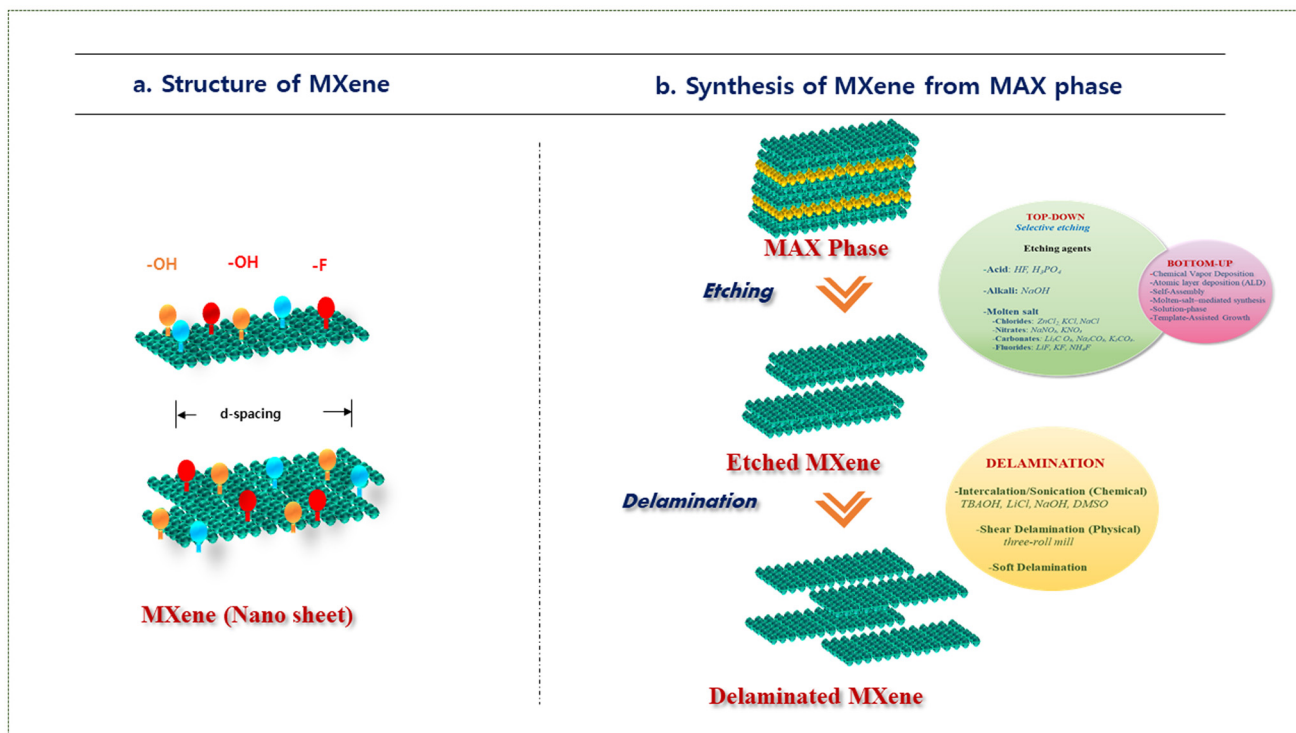 a. Structure of MXene
b. Synthesis of MXene from MAX phase
-OH
-OH
-F
d-spacing
MXene (Nano sheet)
MAX Phase
Etching
Etched MXene
Delamination
Delaminated MXene
TOP-DOWN
Selective etching
Etching agents
-Acid: HF, H₃PO₄
-Alkali: NaOH
-Molten salt
-Chlorides: ZnCl₂, KCl, NaCl
-Nitrates: NaNO₃, KNO₃
-Carbonates: Li₂C O₃, Na₂CO₃, K₂CO₃.
-Fluorides: LiF, KF, NH₄F
BOTTOM-UP
-Chemical Vapor Deposition
-Atomic layer deposition (ALD)
-Self-Assembly
-Molten-salt-mediated synthesis
-Solution-phase
-Template-Assisted Growth
DELAMINATION
-Intercalation/Sonication (Chemical)
TBAOH, LiCl, NaOH, DMSO
-Shear Delamination (Physical)
three-roll mill
-Soft Delamination